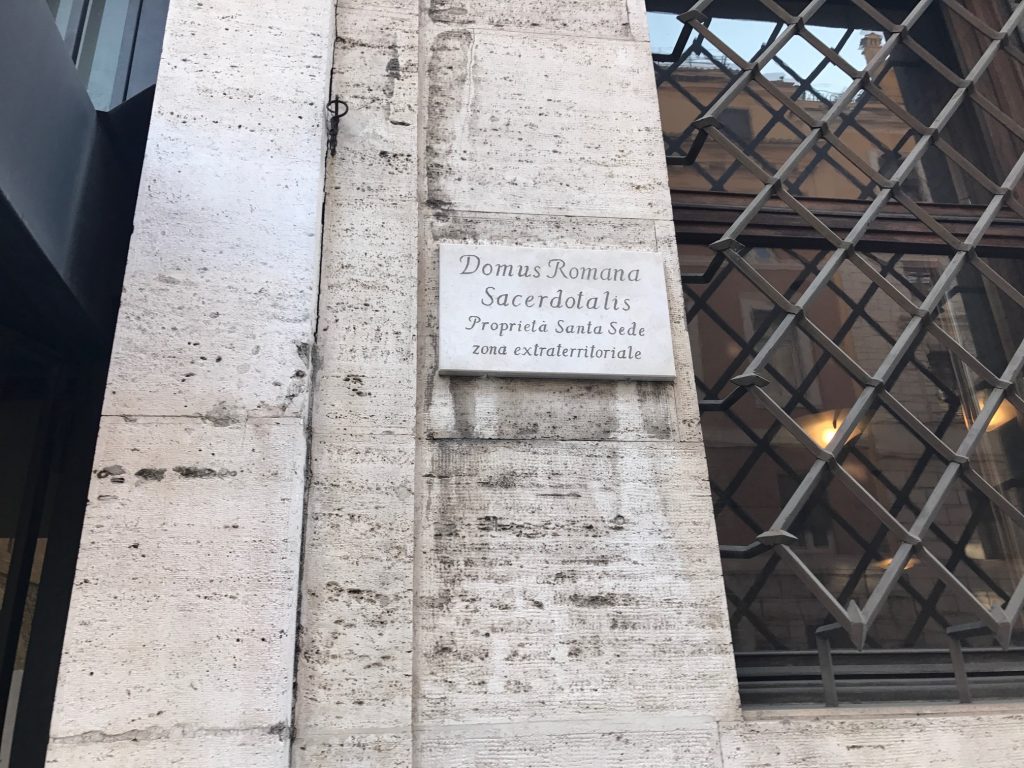 Domus Romana
Sacerdotalis
Proprietà Santa Sede
zona extraterritoriale